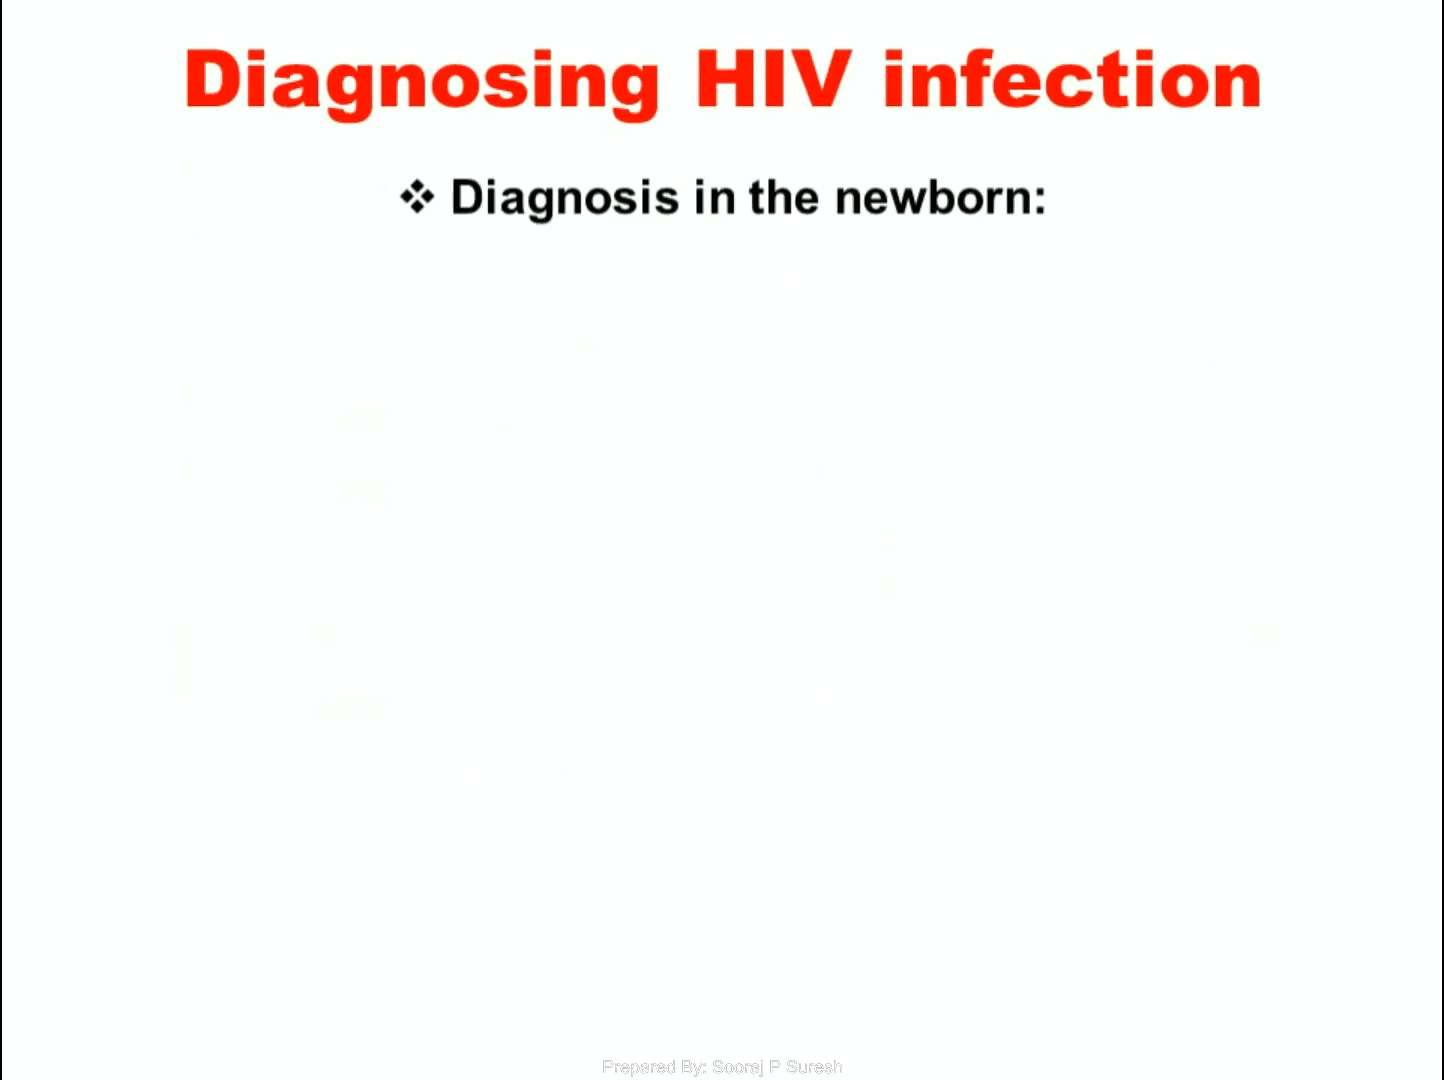 Diagnosing HIV infection
❖ Diagnosis in the newborn:
Prepared By: Sooraj P Suresh